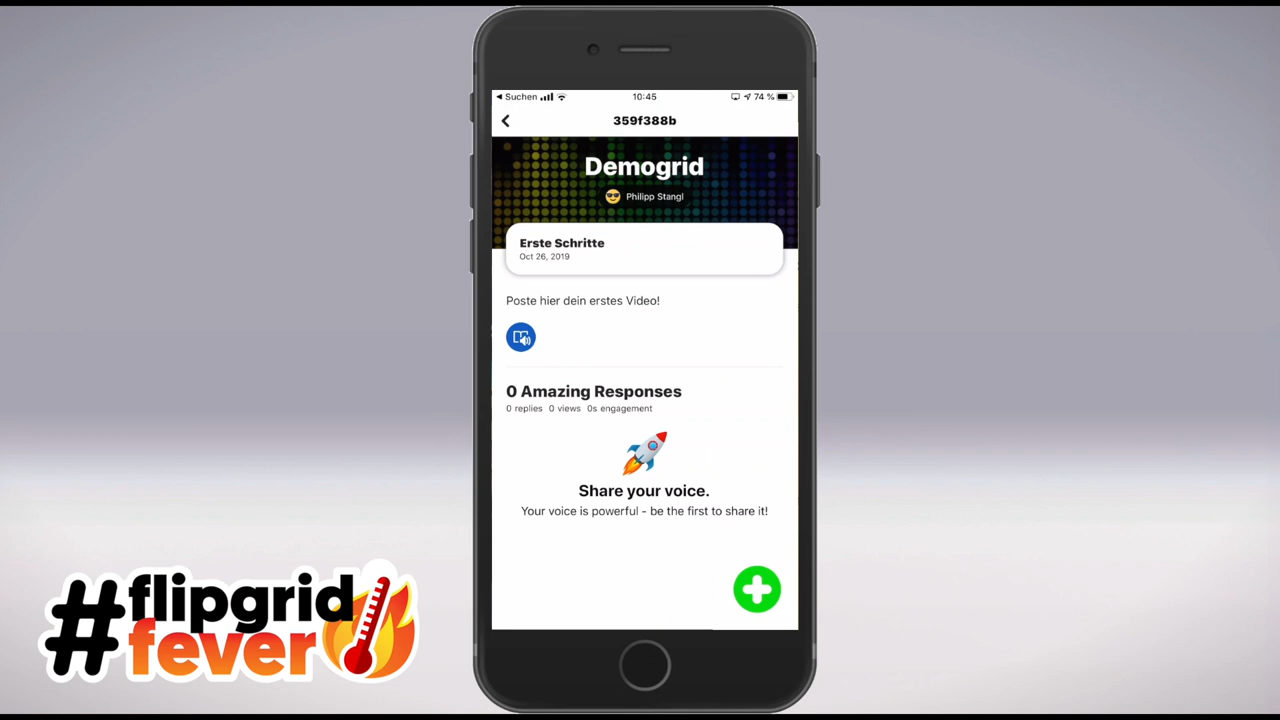 Suchen
10:45
74 %
359f388b
Demogrid
Philipp Stangl
Erste Schritte
Oct 26, 2019
Poste hier dein erstes Video!
0 Amazing Responses
0 replies 0 views 0s engagement
Share your voice.
Your voice is powerful - be the first to share it!
#flipgrid
fever